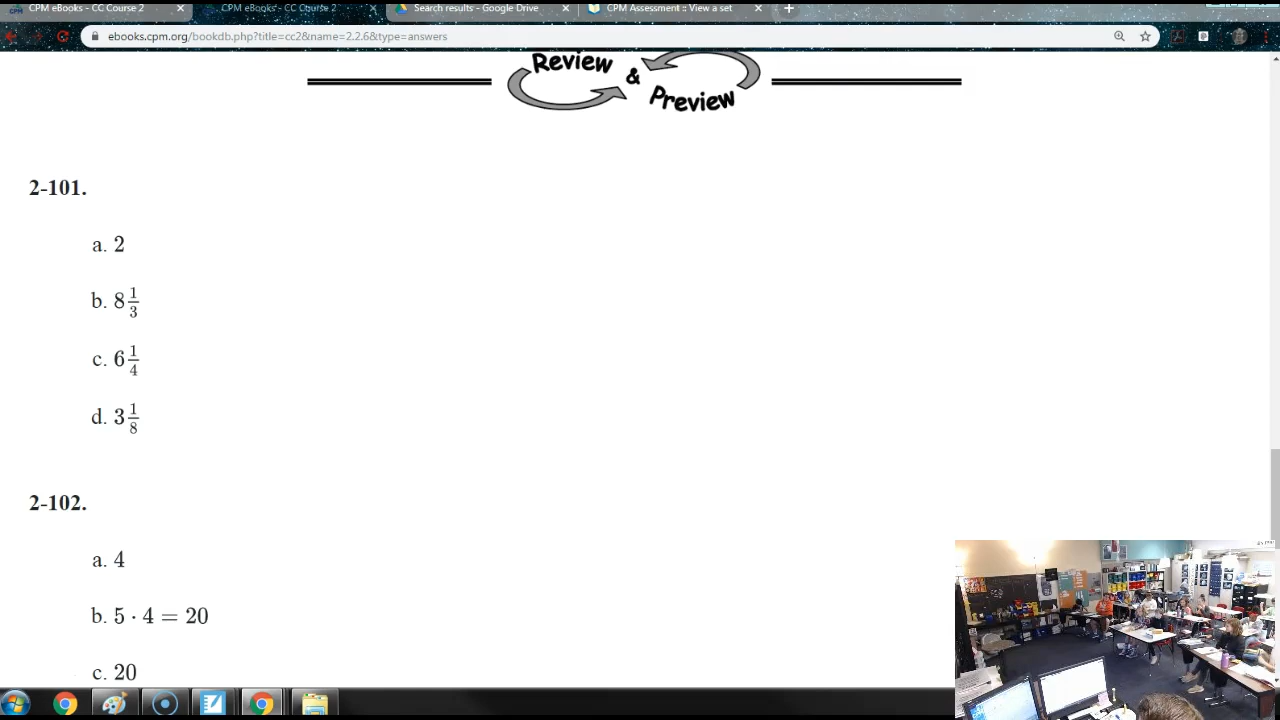 CPM eBooks - CC Course 2
CPM eBooks - CC Course 2
Search results - Google Drive
CPM Assessment :: View a set
ebooks.cpm.org/bookdb.php?title=cc2&name=2.2.6&type=answers
Review
&
Preview
2-101.
a. 2
b. 8 1/3
c. 6 1/4
d. 3 1/8
2-102.
a. 4
b. 5 · 4 = 20
c. 20